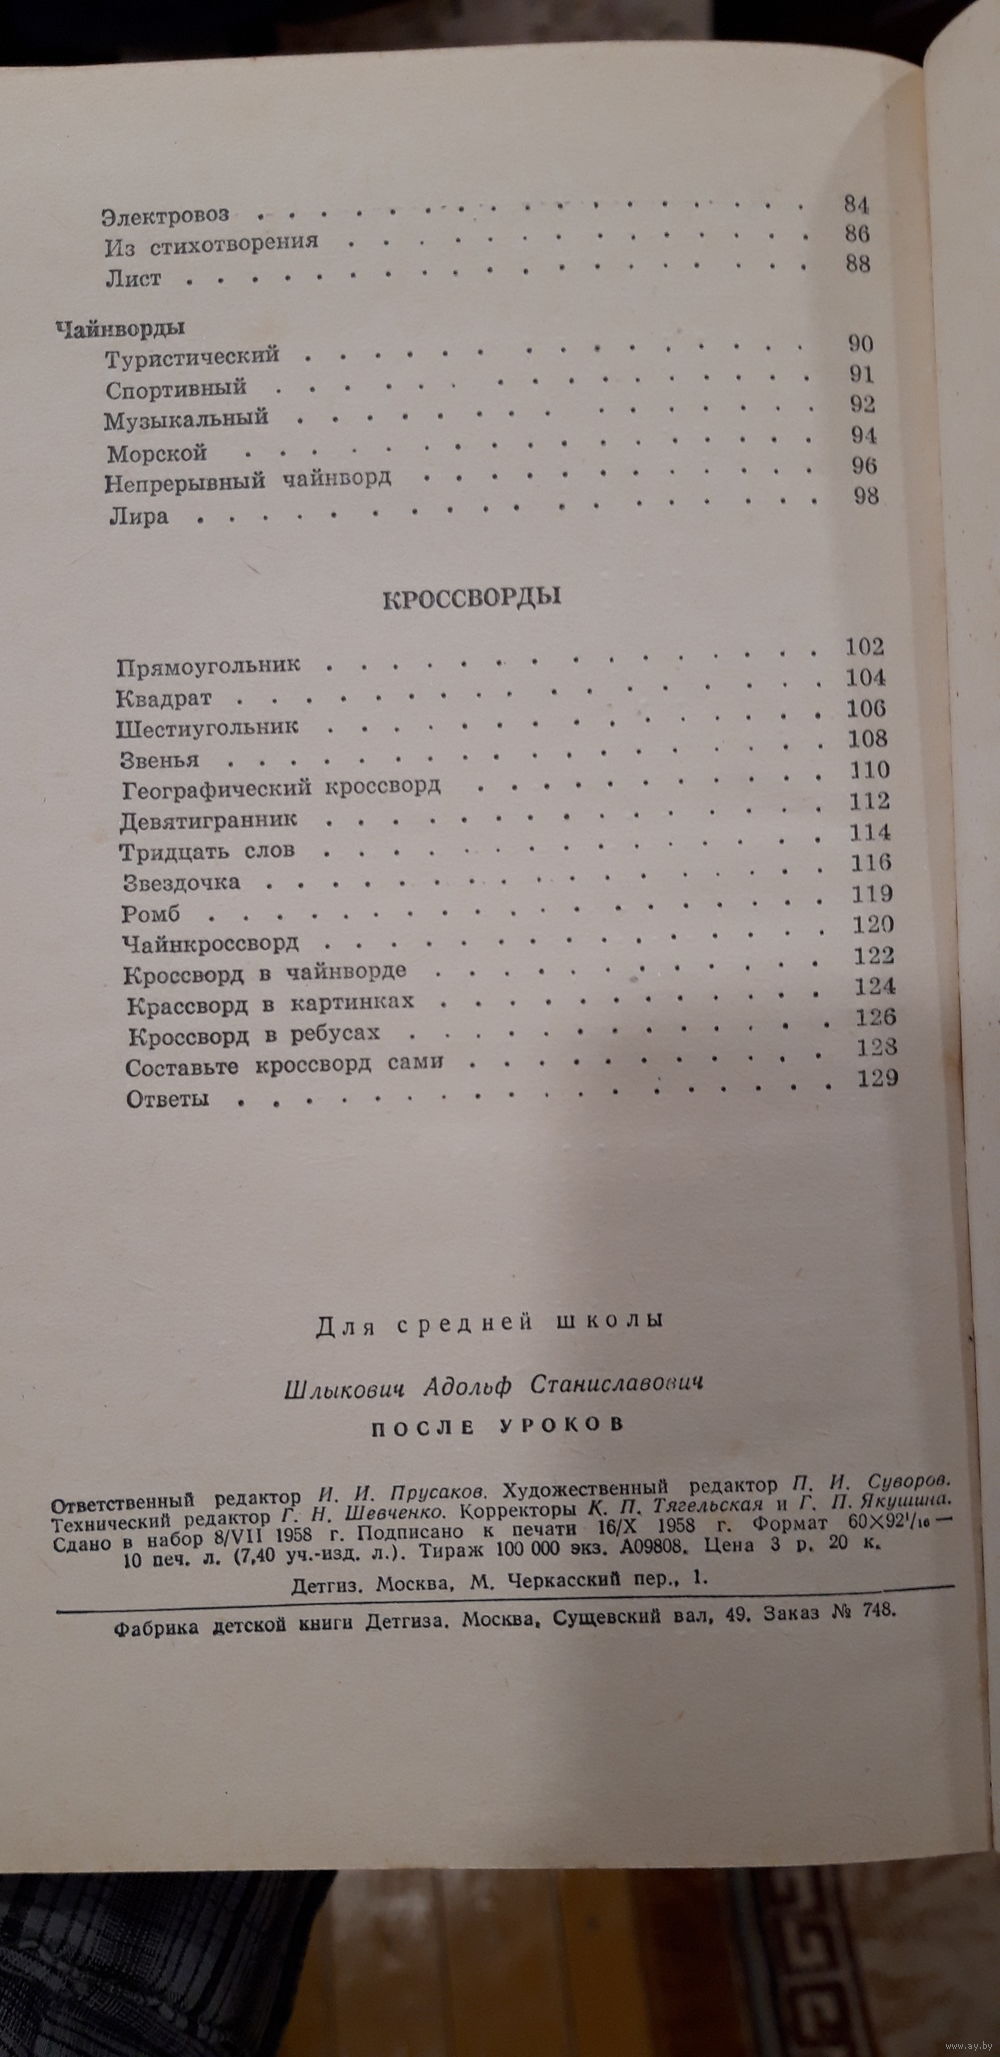 Электровоз . . . . . . . . . . . . . . . . . 84
Из стихотворения . . . . . . . . . . . . . . 86
Лист . . . . . . . . . . . . . . . . . . . 88
Чайнворды
Туристический . . . . . . . . . . . . . . . 90
Спортивный . . . . . . . . . . . . . . . . 91
Музыкальный . . . . . . . . . . . . . . . 92
Морской . . . . . . . . . . . . . . . . . 94
Непрерывный чайнворд . . . . . . . . . . . . 96
Лира . . . . . . . . . . . . . . . . . . 98
КРОССВОРДЫ
Прямоугольник . . . . . . . . . . . . . . . 102
Квадрат . . . . . . . . . . . . . . . . . 104
Шестиугольник . . . . . . . . . . . . . . . 106
Звенья . . . . . . . . . . . . . . . . . . 108
Географический кроссворд . . . . . . . . . . . 110
Девятигранник . . . . . . . . . . . . . . . 112
Тридцать слов . . . . . . . . . . . . . . . 114
Звездочка . . . . . . . . . . . . . . . . . 116
Ромб . . . . . . . . . . . . . . . . . . 119
Чайнкроссворд . . . . . . . . . . . . . . . 120
Кроссворд в чайнворде . . . . . . . . . . . . 122
Крассворд в картинках . . . . . . . . . . . . 124
Кроссворд в ребусах . . . . . . . . . . . . . 126
Составьте кроссворд сами . . . . . . . . . . . 128
Ответы . . . . . . . . . . . . . . . . . . 129
Для средней школы
Шлыкович Адольф Станиславович
ПОСЛЕ УРОКОВ
Ответственный редактор И. И. Прусаков. Художественный редактор П. И. Суворов.
Технический редактор Г. Н. Шевченко. Корректоры К. П. Тягельская и Г. П. Якушина.
Сдано в набор 8/VII 1958 г. Подписано к печати 16/X 1958 г. Формат 60×92¹/₁₆ —
10 печ. л. (7,40 уч.-изд. л.). Тираж 100 000 экз. А09808. Цена 3 р. 20 к.
Детгиз. Москва, М. Черкасский пер., 1.
Фабрика детской книги Детгиза. Москва, Сущевский вал, 49. Заказ № 748.
www.ay.by